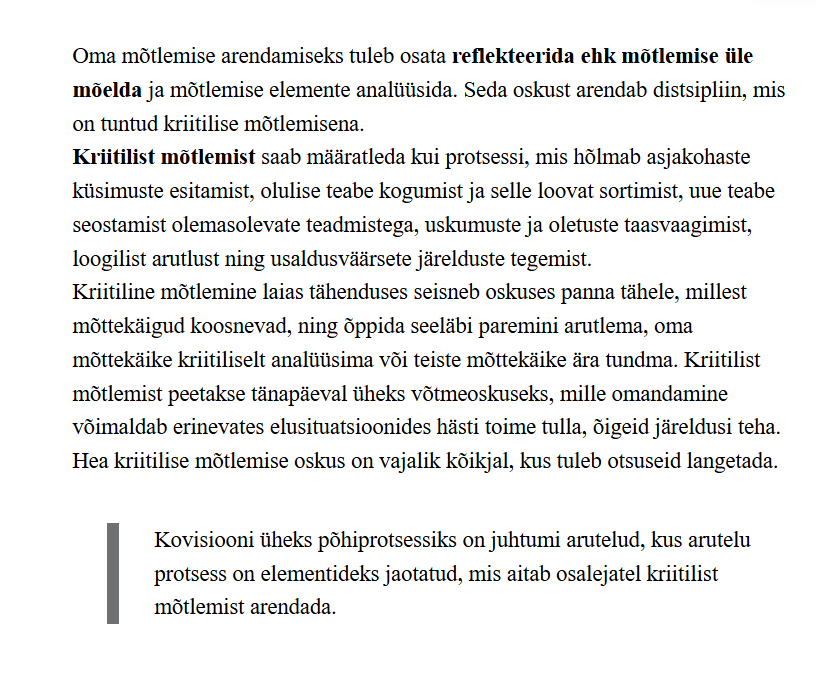 Oma mõtlemise arendamiseks tuleb osata reflekteerida ehk mõtlemise üle
mõelda ja mõtlemise elemente analüüsida. Seda oskust arendab distsipliin, mis
on tuntud kriitilise mõtlemisena.
Kriitilist mõtlemist saab määratleda kui protsessi, mis hõlmab asjakohaste
küsimuste esitamist, olulise teabe kogumist ja selle loovat sortimist, uue teabe
seostamist olemasolevate teadmistega, uskumuste ja oletuste taasvaagimist,
loogilist arutlust ning usaldusväärsete järelduste tegemist.
Kriitiline mõtlemine laias tähenduses seisneb oskuses panna tähele, millest
mõttekäigud koosnevad, ning õppida seeläbi paremini arutlema, oma
mõttekäike kriitiliselt analüüsima või teiste mõttekäike ära tundma. Kriitilist
mõtlemist peetakse tänapäeval üheks võtmeoskuseks, mille omandamine
võimaldab erinevates elusituatsioonides hästi toime tulla, õigeid järeldusi teha.
Hea kriitilise mõtlemise oskus on vajalik kõikjal, kus tuleb otsuseid langetada.
Kovisiooni üheks põhiprotsessiks on juhtumi arutelud, kus arutelu
protsess on elementideks jaotatud, mis aitab osalejatel kriitilist
mõtlemist arendada.